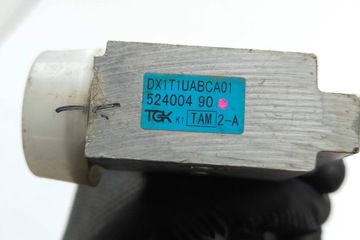 DX1T1UABCA01
524004 90
TGK K1 TAM 2-A